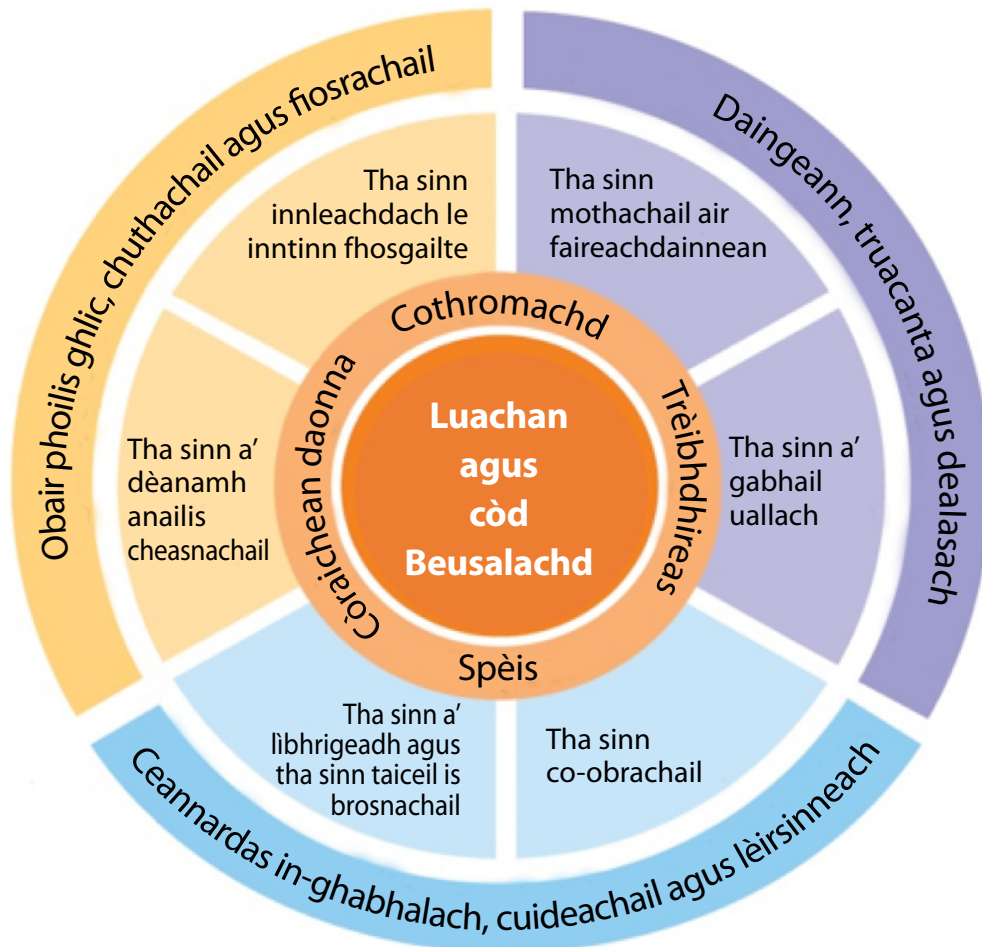 Obair phoilis ghlic, chuthachail agus fiosrachail
Daingeann, truacanta agus dealasach
Tha sinn
innleachdach le
inntinn fhosgailte
Tha sinn
mothachail air
faireachdainnean
Cothromachd
Còraichean daonna
Trèibhdhireas
Spèis
Luachan
agus
còd
Beusalachd
Tha sinn a’
dèanamh
anailis
cheasnachail
Tha sinn a’
gabhail
uallach
Tha sinn a’
lìbhrigeadh agus
tha sinn taiceil is
brosnachail
Tha sinn
co-obrachail
Ceannardas in-ghabhalach, cuideachail agus lèirsinneach